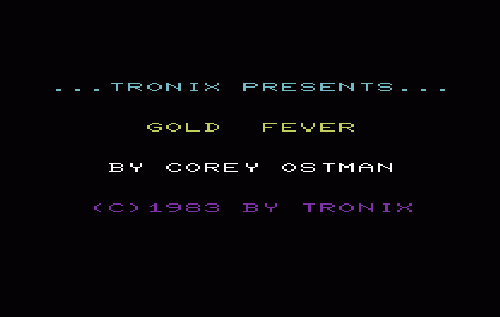 ...TRONIX PRESENTS...
GOLD FEVER
BY COREY OSTMAN
(C)1983 BY TRONIX